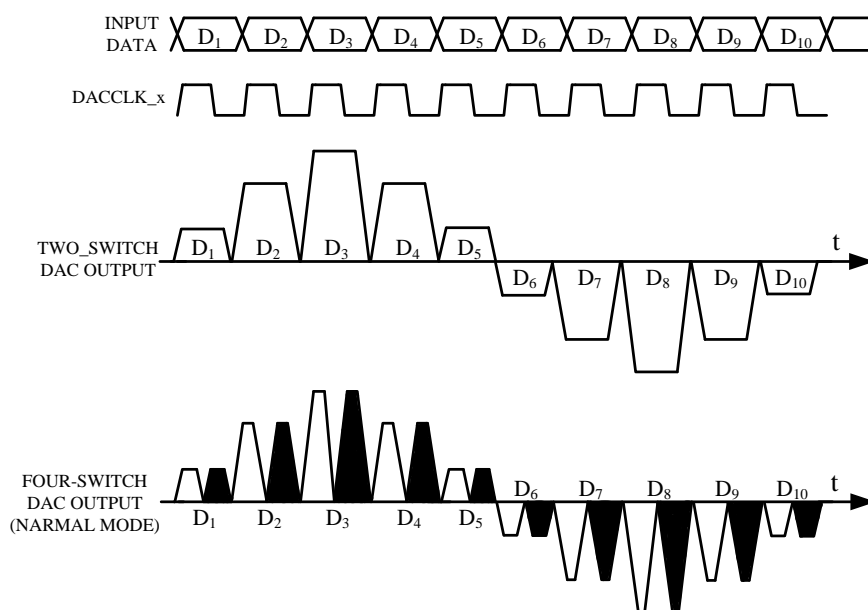 INPUT
DATA
D₁ D₂ D₃ D₄ D₅ D₆ D₇ D₈ D₉ D₁₀
DACCLK_x
TWO_SWITCH
DAC OUTPUT
D₁ D₂ D₃ D₄ D₅ D₆ D₇ D₈ D₉ D₁₀
t
FOUR-SWITCH
DAC OUTPUT
(NARMAL MODE)
D₁ D₂ D₃ D₄ D₅ D₆ D₇ D₈ D₉ D₁₀
t